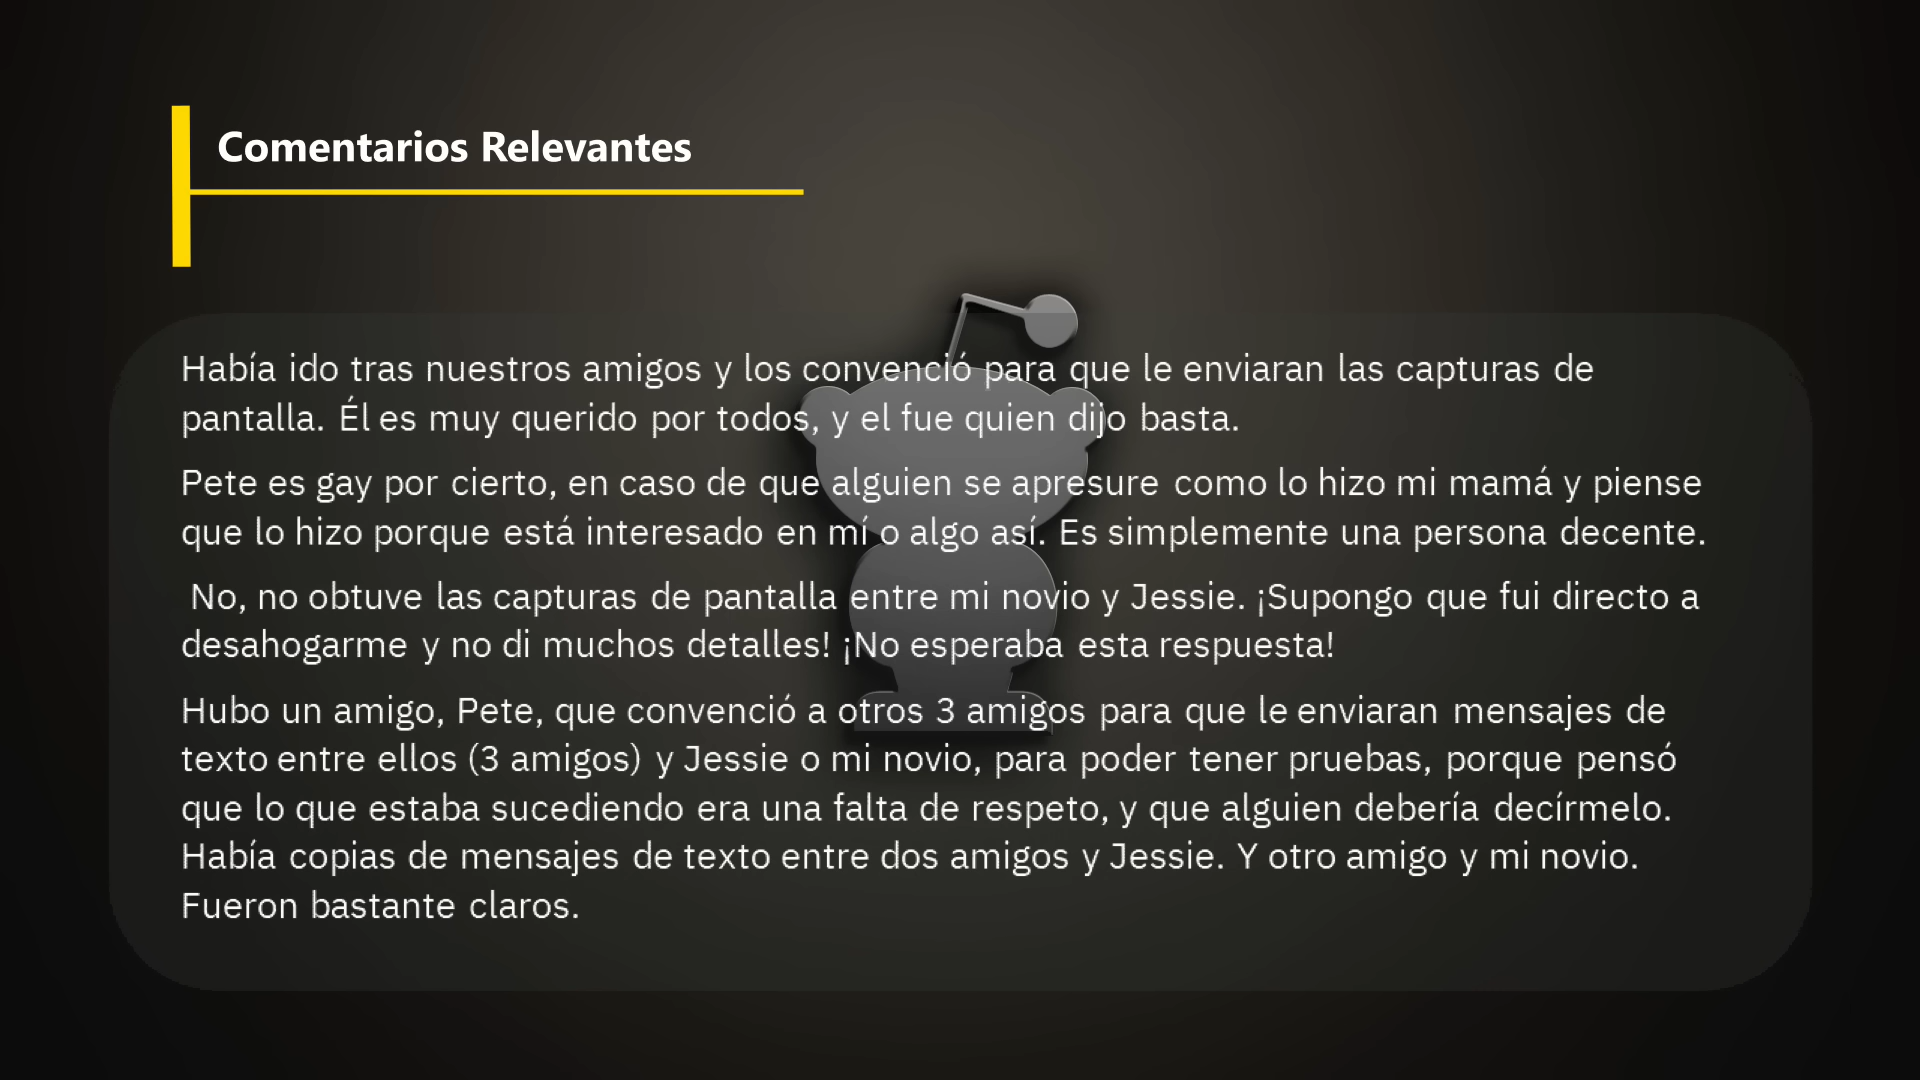 Comentarios Relevantes
Había ido tras nuestros amigos y los convenció para que le enviaran las capturas de
pantalla. Él es muy querido por todos, y el fue quien dijo basta.
Pete es gay por cierto, en caso de que alguien se apresure como lo hizo mi mamá y piense
que lo hizo porque está interesado en mí o algo así. Es simplemente una persona decente.
No, no obtuve las capturas de pantalla entre mi novio y Jessie. ¡Supongo que fui directo a
desahogarme y no di muchos detalles! ¡No esperaba esta respuesta!
Hubo un amigo, Pete, que convenció a otros 3 amigos para que le enviaran mensajes de
texto entre ellos (3 amigos) y Jessie o mi novio, para poder tener pruebas, porque pensó
que lo que estaba sucediendo era una falta de respeto, y que alguien debería decírmelo.
Había copias de mensajes de texto entre dos amigos y Jessie. Y otro amigo y mi novio.
Fueron bastante claros.